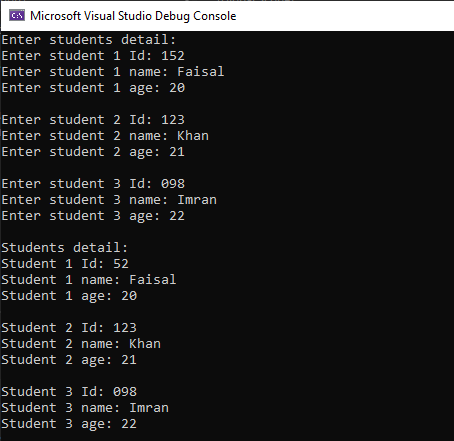 Microsoft Visual Studio Debug Console
Enter students detail:
Enter student 1 Id: 152
Enter student 1 name: Faisal
Enter student 1 age: 20
Enter student 2 Id: 123
Enter student 2 name: Khan
Enter student 2 age: 21
Enter student 3 Id: 098
Enter student 3 name: Imran
Enter student 3 age: 22
Students detail:
Student 1 Id: 52
Student 1 name: Faisal
Student 1 age: 20
Student 2 Id: 123
Student 2 name: Khan
Student 2 age: 21
Student 3 Id: 098
Student 3 name: Imran
Student 3 age: 22